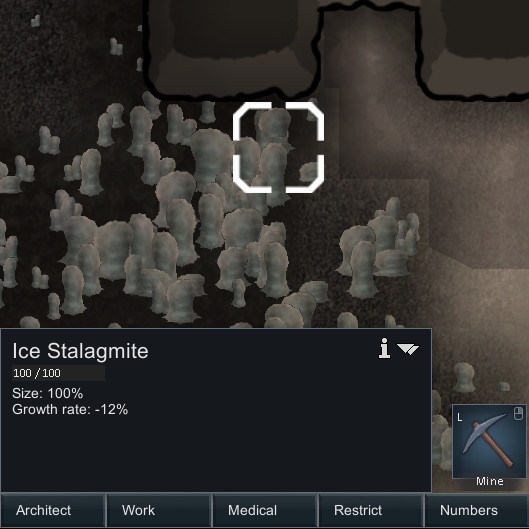 Ice Stalagmite
100 / 100
Size: 100%
Growth rate: -12%
L
Mine
Architect
Work
Medical
Restrict
Numbers